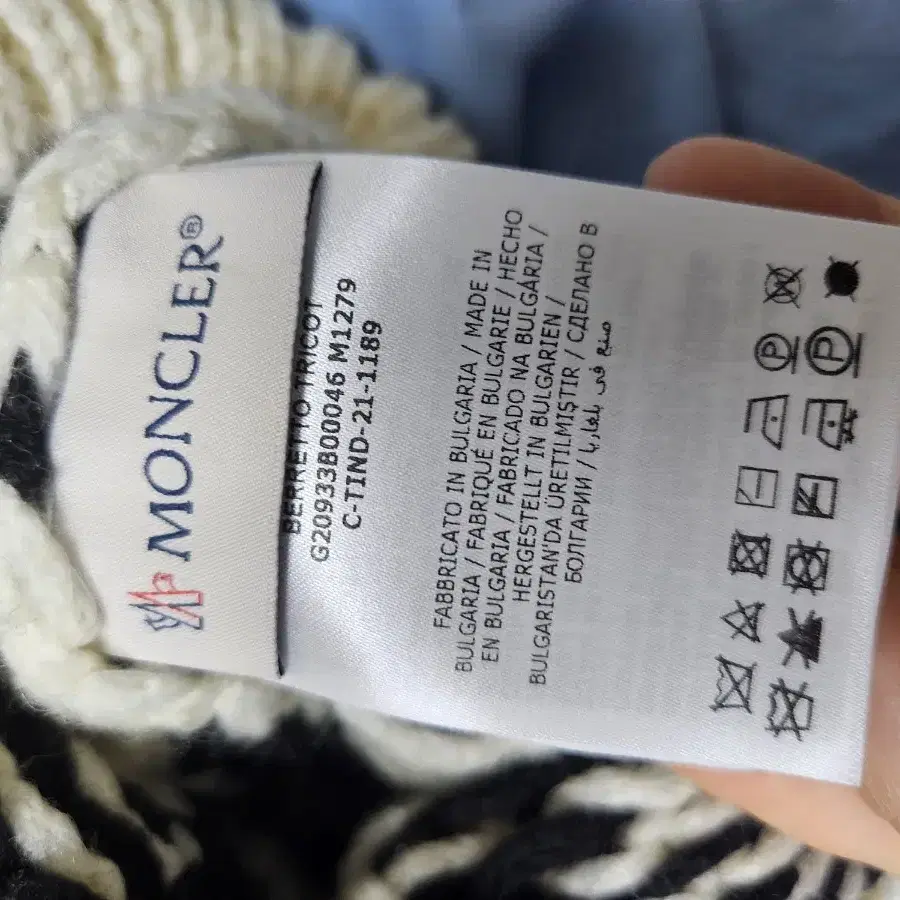 MONCLER®
BERRETTO TRICOT
G20933B00046 M1279
C-TIND-21-1189
FABBRICATO IN BULGARIA / MADE IN
BULGARIA / FABRIQUÉ EN BULGARIE / HECHO
EN BULGARIA / FABRICADO NA BULGÁRIA /
HERGESTELLT IN BULGARIEN /
BULGARISTAN'DA ÜRETILMIŞTIR / СДЕЛАНО В
БОЛГАРИИ / صنع في بلغاريا
P
P